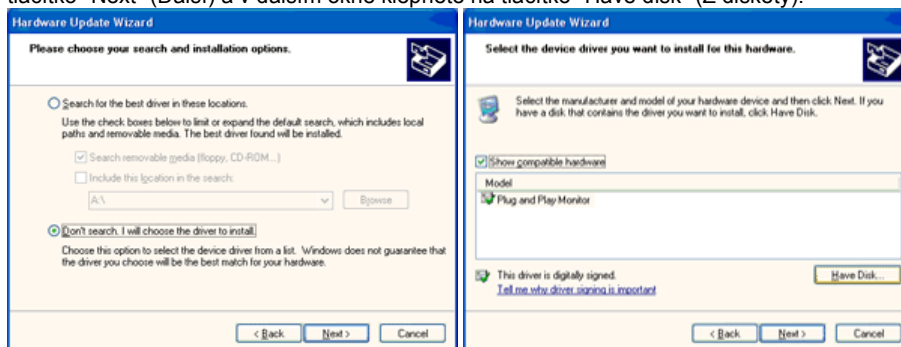 tlačítko "Next" (Další) a v dalším okně klepněte na tlačítko "Have disk" (Z diskety).
Hardware Update Wizard
Please choose your search and installation options.
Search for the best driver in these locations.
Use the check boxes below to limit or expand the default search, which includes local
paths and removable media. The best driver found will be installed.
Search removable media (floppy, CD-ROM...)
Include this location in the search:
A:\
Browse
Don't search. I will choose the driver to install.
Choose this option to select the device driver from a list. Windows does not guarantee that
the driver you choose will be the best match for your hardware.
< Back
Next >
Cancel
Hardware Update Wizard
Select the device driver you want to install for this hardware.
Select the manufacturer and model of your hardware device and then click Next. If you
have a disk that contains the driver you want to install, click Have Disk.
Show compatible hardware
Model
Plug and Play Monitor
This driver is digitally signed.
Tell me why driver signing is important
Have Disk...
< Back
Next >
Cancel